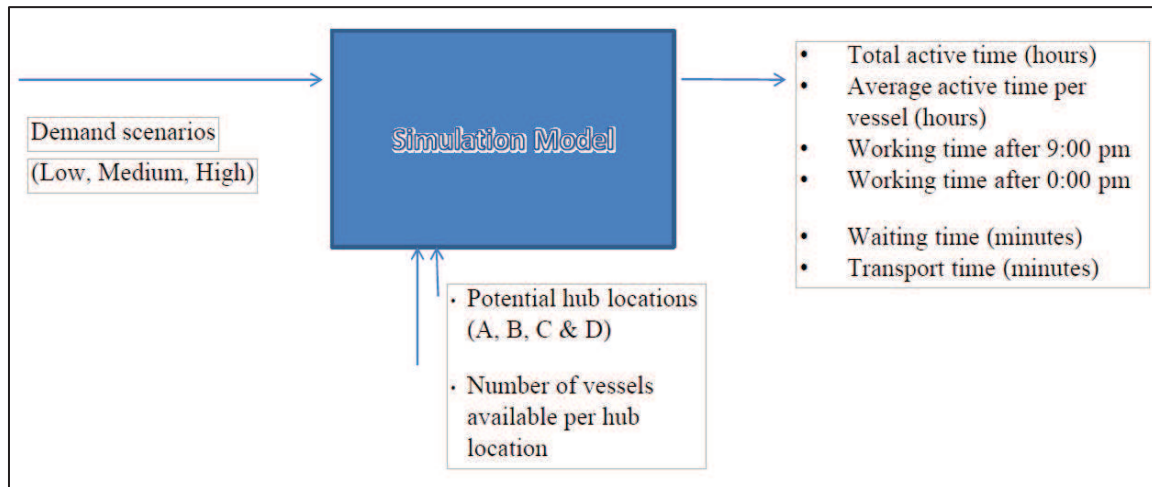 Demand scenarios
(Low, Medium, High)
Simulation Model
• Total active time (hours)
• Average active time per
vessel (hours)
• Working time after 9:00 pm
• Working time after 0:00 pm
• Waiting time (minutes)
• Transport time (minutes)
• Potential hub locations
(A, B, C & D)
• Number of vessels
available per hub
location